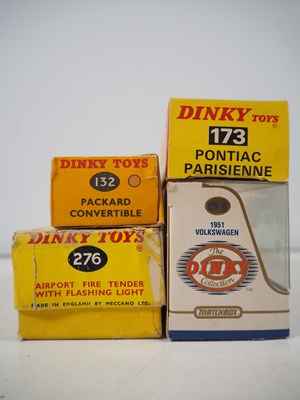 DINKY TOYS
132
PACKARD
CONVERTIBLE
DINKY TOYS
276
AIRPORT FIRE TENDER
WITH FLASHING LIGHT
MADE IN ENGLAND BY MECCANO LTD
DINKY TOYS
173
PONTIAC
PARISIENNE
1951
VOLKSWAGEN
The
DINKY
Collection
MATCHBOX